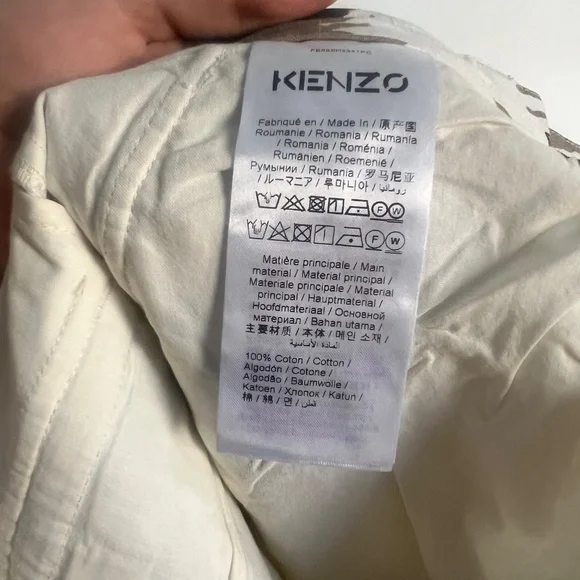 KENZO
Fabriqué en / Made in / 原产国
Roumanie / Romania / Rumanía
/ Romania / Roménia /
Rumänien / Roemenië /
Румынии / Rumania / 罗马尼亚
/ ルーマニア / 루마니아 / رومانيا
F W
F W
Matière principale / Main
material / Material principal /
Materiale principale / Material
principal / Hauptmaterial /
Hoofdmateriaal / Основной
материал / Bahan utama /
主要材质 / 本体 / 메인 소재 /
المادة الأساسية
100% Coton / Cotton /
Algodón / Cotone /
Algodão / Baumwolle /
Katoen / Хлопок / Katun /
棉 / 綿 / 면 / قطن